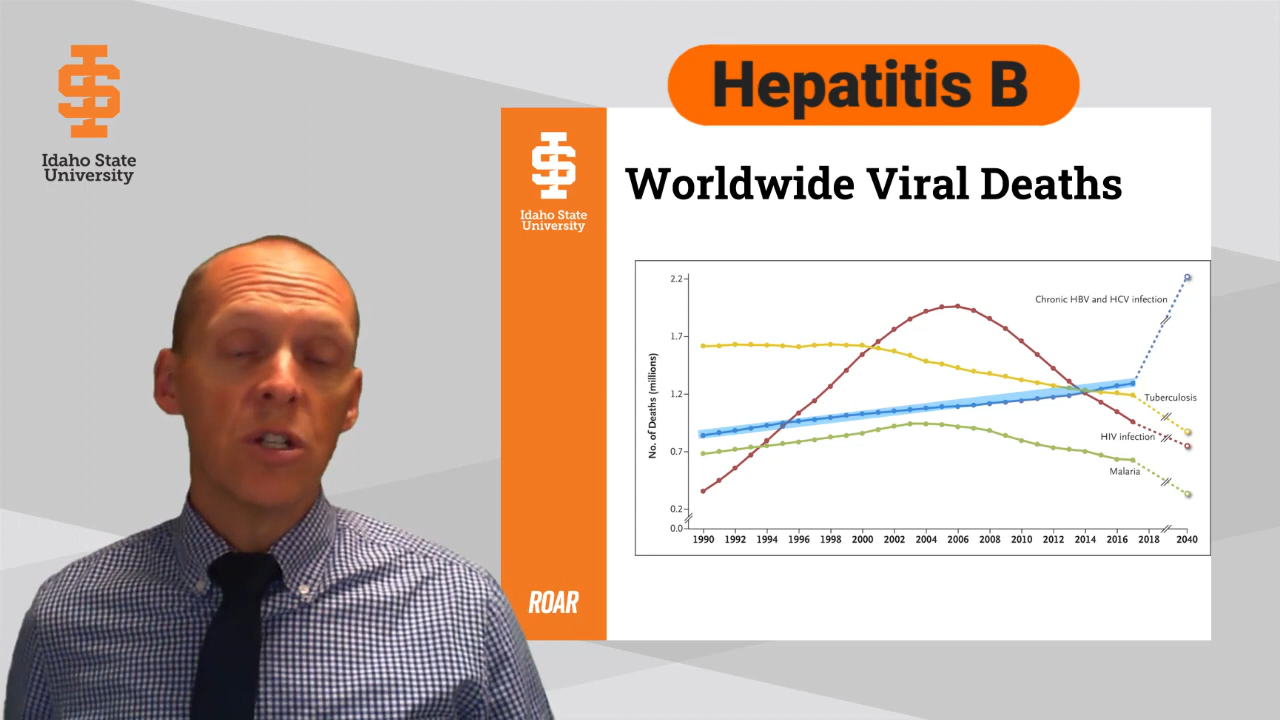 Idaho State
University
Hepatitis B
Idaho State
University
Worldwide Viral Deaths
No. of Deaths (millions)
2.2
1.7
1.2
0.7
0.2
0.0
Chronic HBV and HCV infection
Tuberculosis
HIV infection
Malaria
1990 1992 1994 1996 1998 2000 2002 2004 2006 2008 2010 2012 2014 2016 2018 2040
ROAR